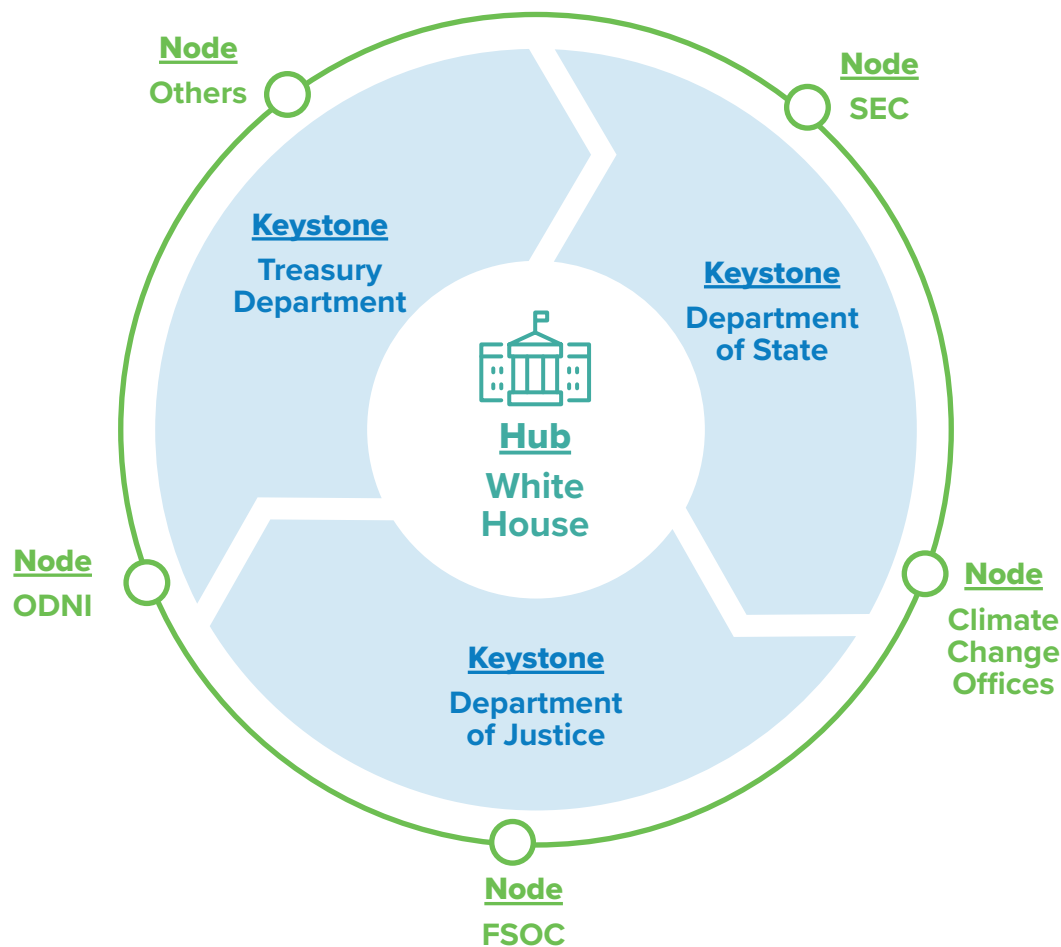 Node
Others
Node
SEC
Keystone
Treasury
Department
Keystone
Department
of State
Hub
White
House
Node
ODNI
Node
Climate
Change
Offices
Keystone
Department
of Justice
Node
FSOC